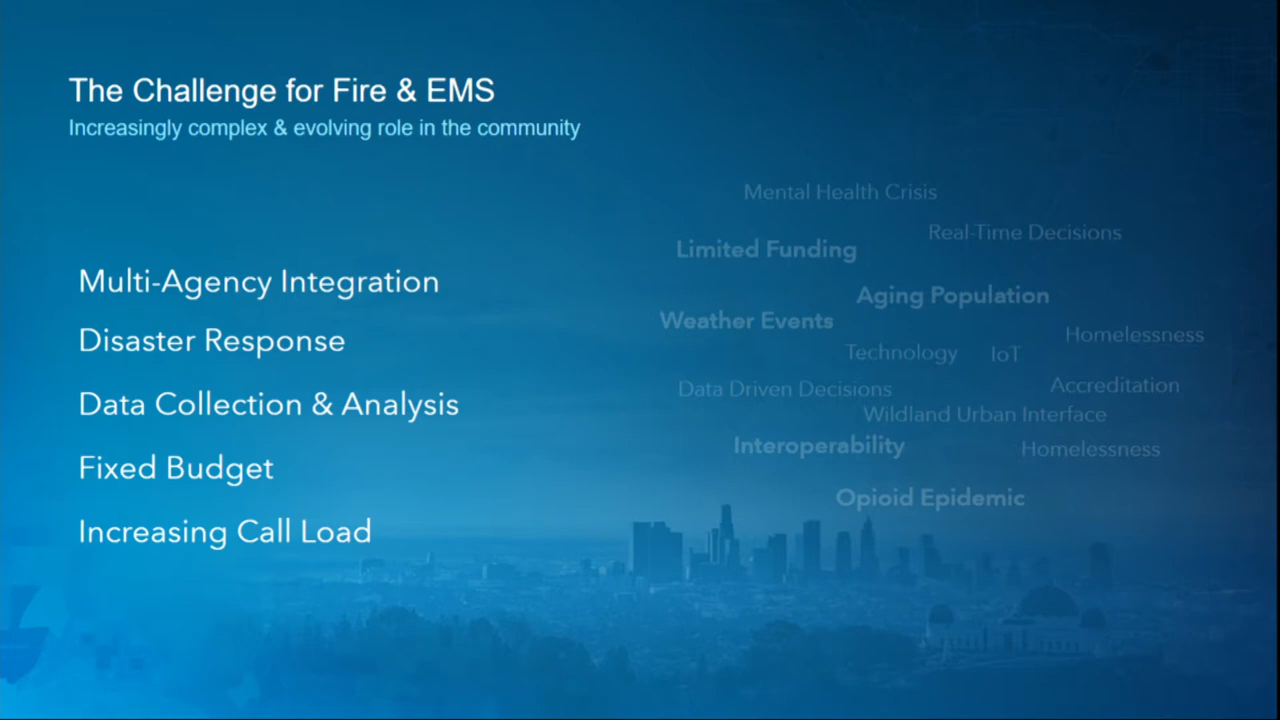 The Challenge for Fire & EMS
Increasingly complex & evolving role in the community
Multi-Agency Integration
Disaster Response
Data Collection & Analysis
Fixed Budget
Increasing Call Load
Mental Health Crisis
Real-Time Decisions
Limited Funding
Aging Population
Weather Events
Homelessness
Technology
IoT
Data Driven Decisions
Accreditation
Wildland Urban Interface
Interoperability
Homelessness
Opioid Epidemic